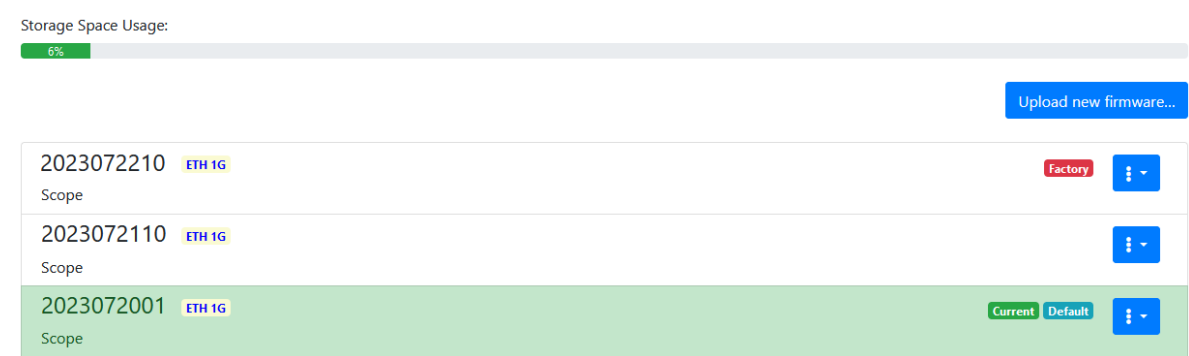 Storage Space Usage:
6%
Upload new firmware...
2023072210 ETH 1G Factory
Scope
2023072110 ETH 1G
Scope
2023072001 ETH 1G Current Default
Scope